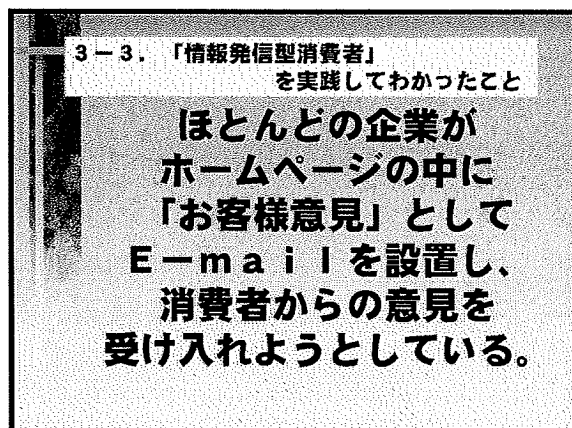 3－3．「情報発信型消費者」
を実践してわかったこと
ほとんどの企業が
ホームページの中に
「お客様意見」として
E－mailを設置し、
消費者からの意見を
受け入れようとしている。